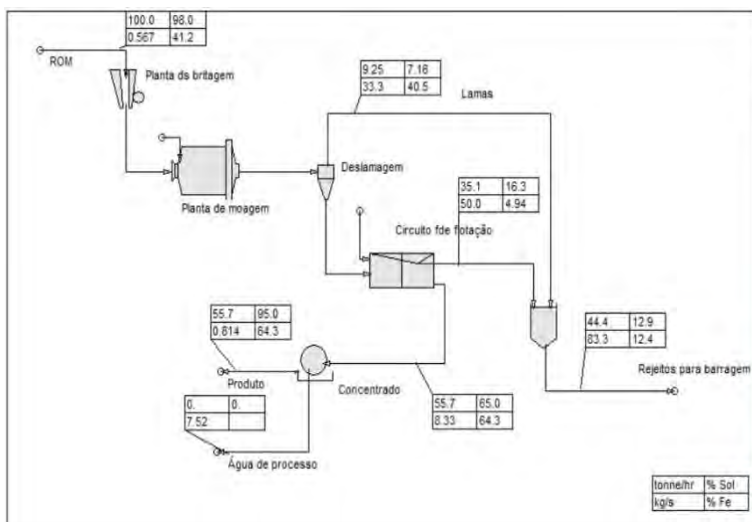 100.0 98.0
0.567 41.2
ROM
Planta ds britagem
9.25 7.16
33.3 40.5
Lamas
Deslamagem
Planta de moagem
35.1 16.3
50.0 4.94
Circuito fde flotação
55.7 95.0
0.814 64.3
44.4 12.9
83.3 12.4
Produto
Concentrado
Rejeitos para barragem
0. 0.
7.52
55.7 65.0
8.33 64.3
Água de processo
tonne/hr % Sol
kg/s % Fe